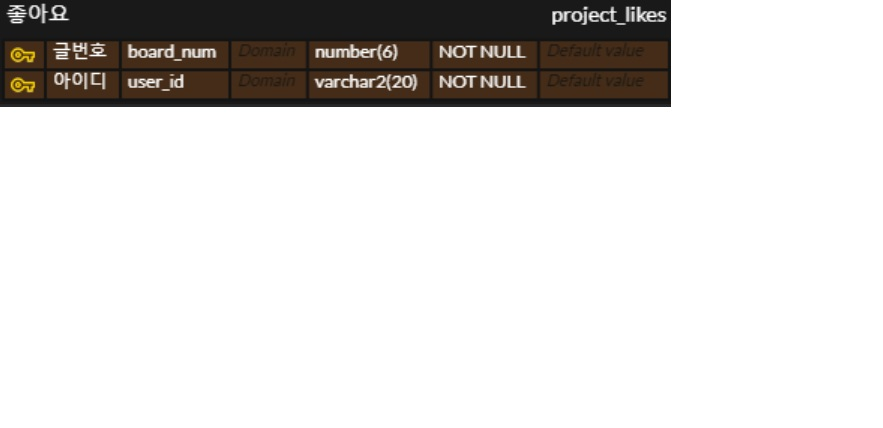 좋아요 project_likes
글번호 board_num Domain number(6) NOT NULL Default value
아이디 user_id Domain varchar2(20) NOT NULL Default value